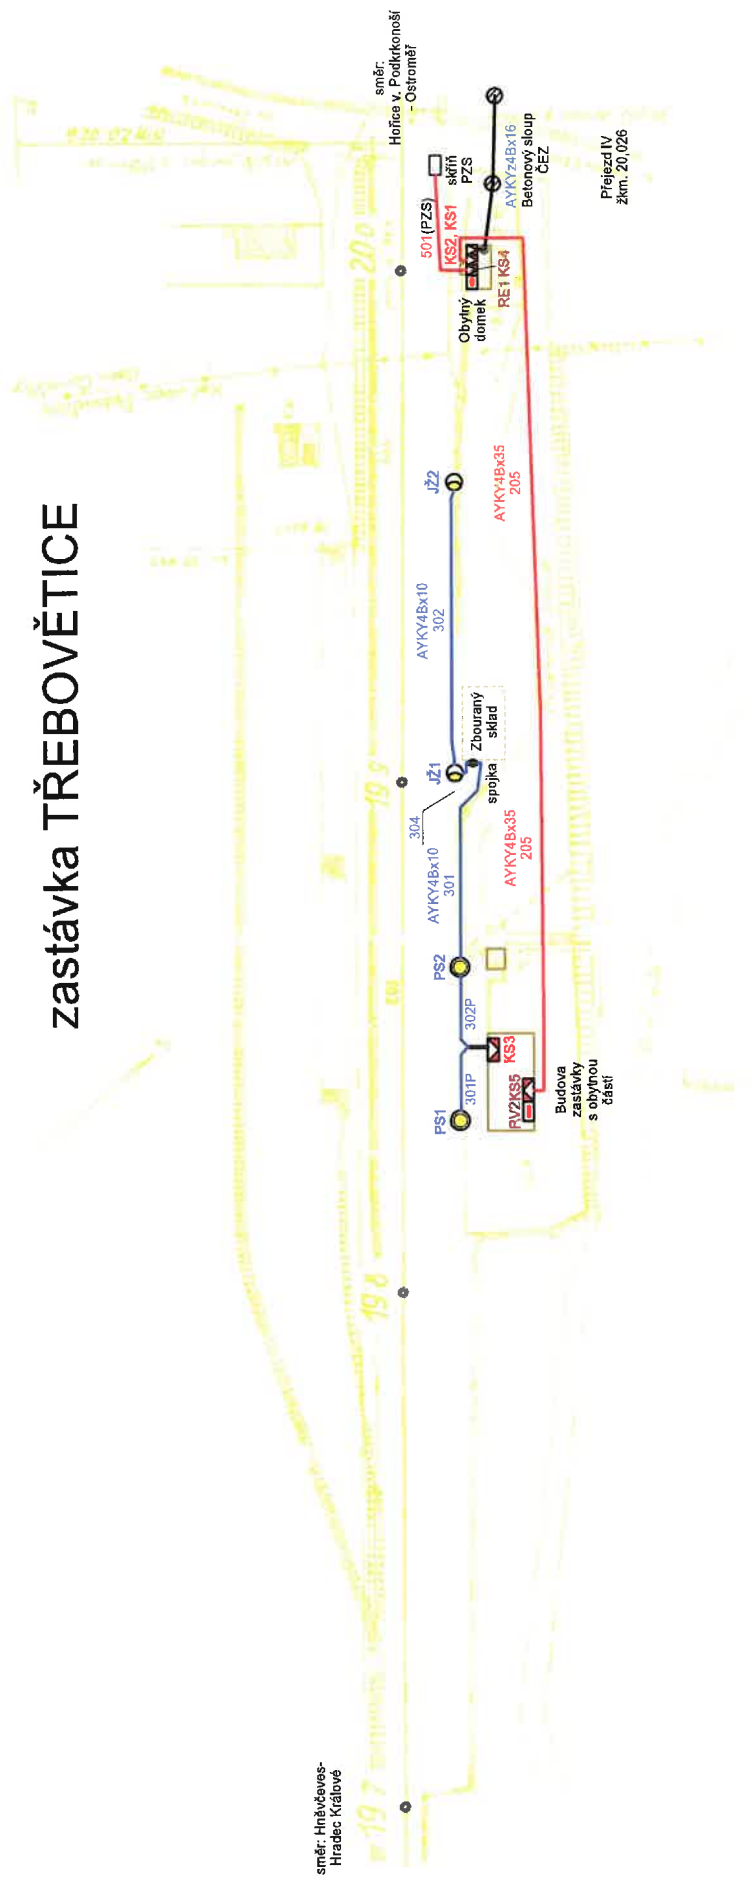 zastávka TŘEBOVĚTICE
směr: Hněvčeves-
Hradec Králové
směr:
Hořice v. Podkrkonoší
- Ostroměř
19 7
19 8
19 9
20 0
PS1
301P
302P
PS2
KS3
RV2KS5
Budova
zastávky
s obytnou
částí
AYKY4Bx10
301
304
JŽ1
spojka
Zbouraný
sklad
AYKY4Bx35
205
AYKY4Bx10
302
JŽ2
AYKY4Bx35
205
Obytný
domek
RE1 KS4
KS2, KS1
501(PZS)
skříň
PZS
AYKYz4Bx16
Betonový sloup
ČEZ
Přejezd IV
žkm. 20,026